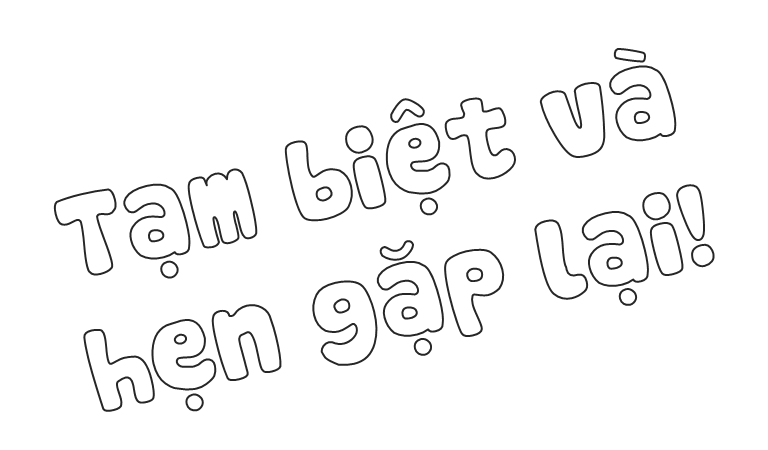 Tạm biệt và
hẹn gặp lại!